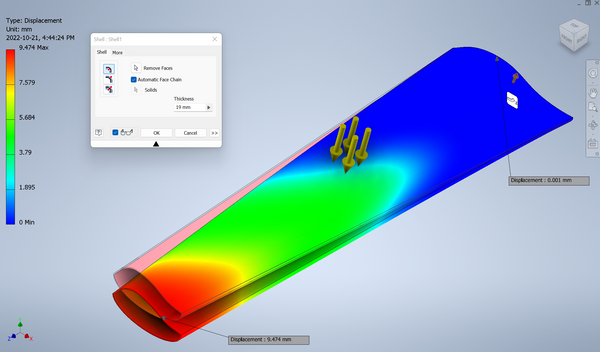 Type: Displacement
Unit: mm
2022-10-21, 4:44:24 PM
9.474 Max
7.579
5.684
3.79
1.895
0 Min
Shell : Shell1
Shell More
Remove Faces
Automatic Face Chain
Solids
Thickness
19 mm
OK Cancel >>
Displacement : 0.001 mm
Displacement : 9.474 mm